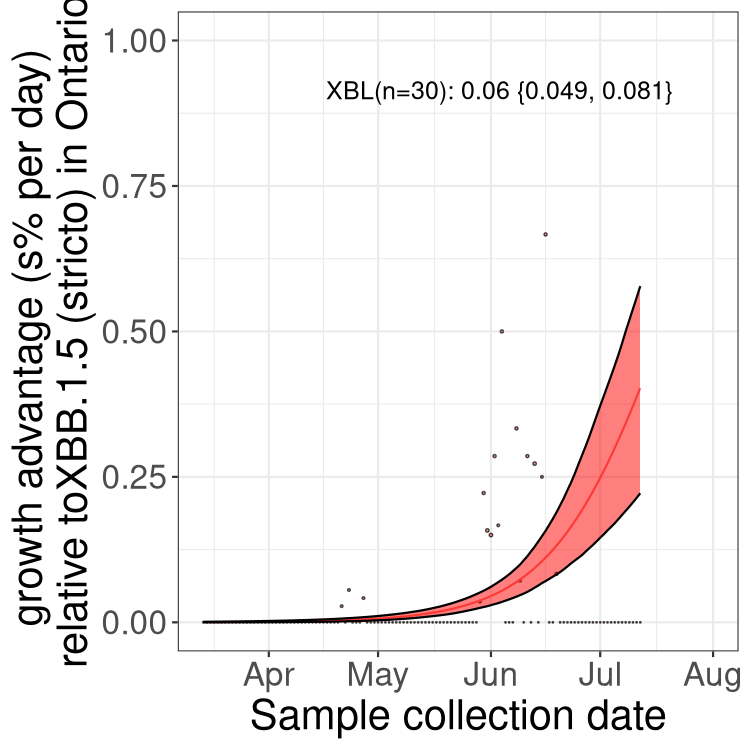 growth advantage (s% per day)
relative toXBB.1.5 (stricto) in Ontario
1.00
0.75
0.50
0.25
0.00
XBL(n=30): 0.06 {0.049, 0.081}
Apr May Jun Jul Aug
Sample collection date